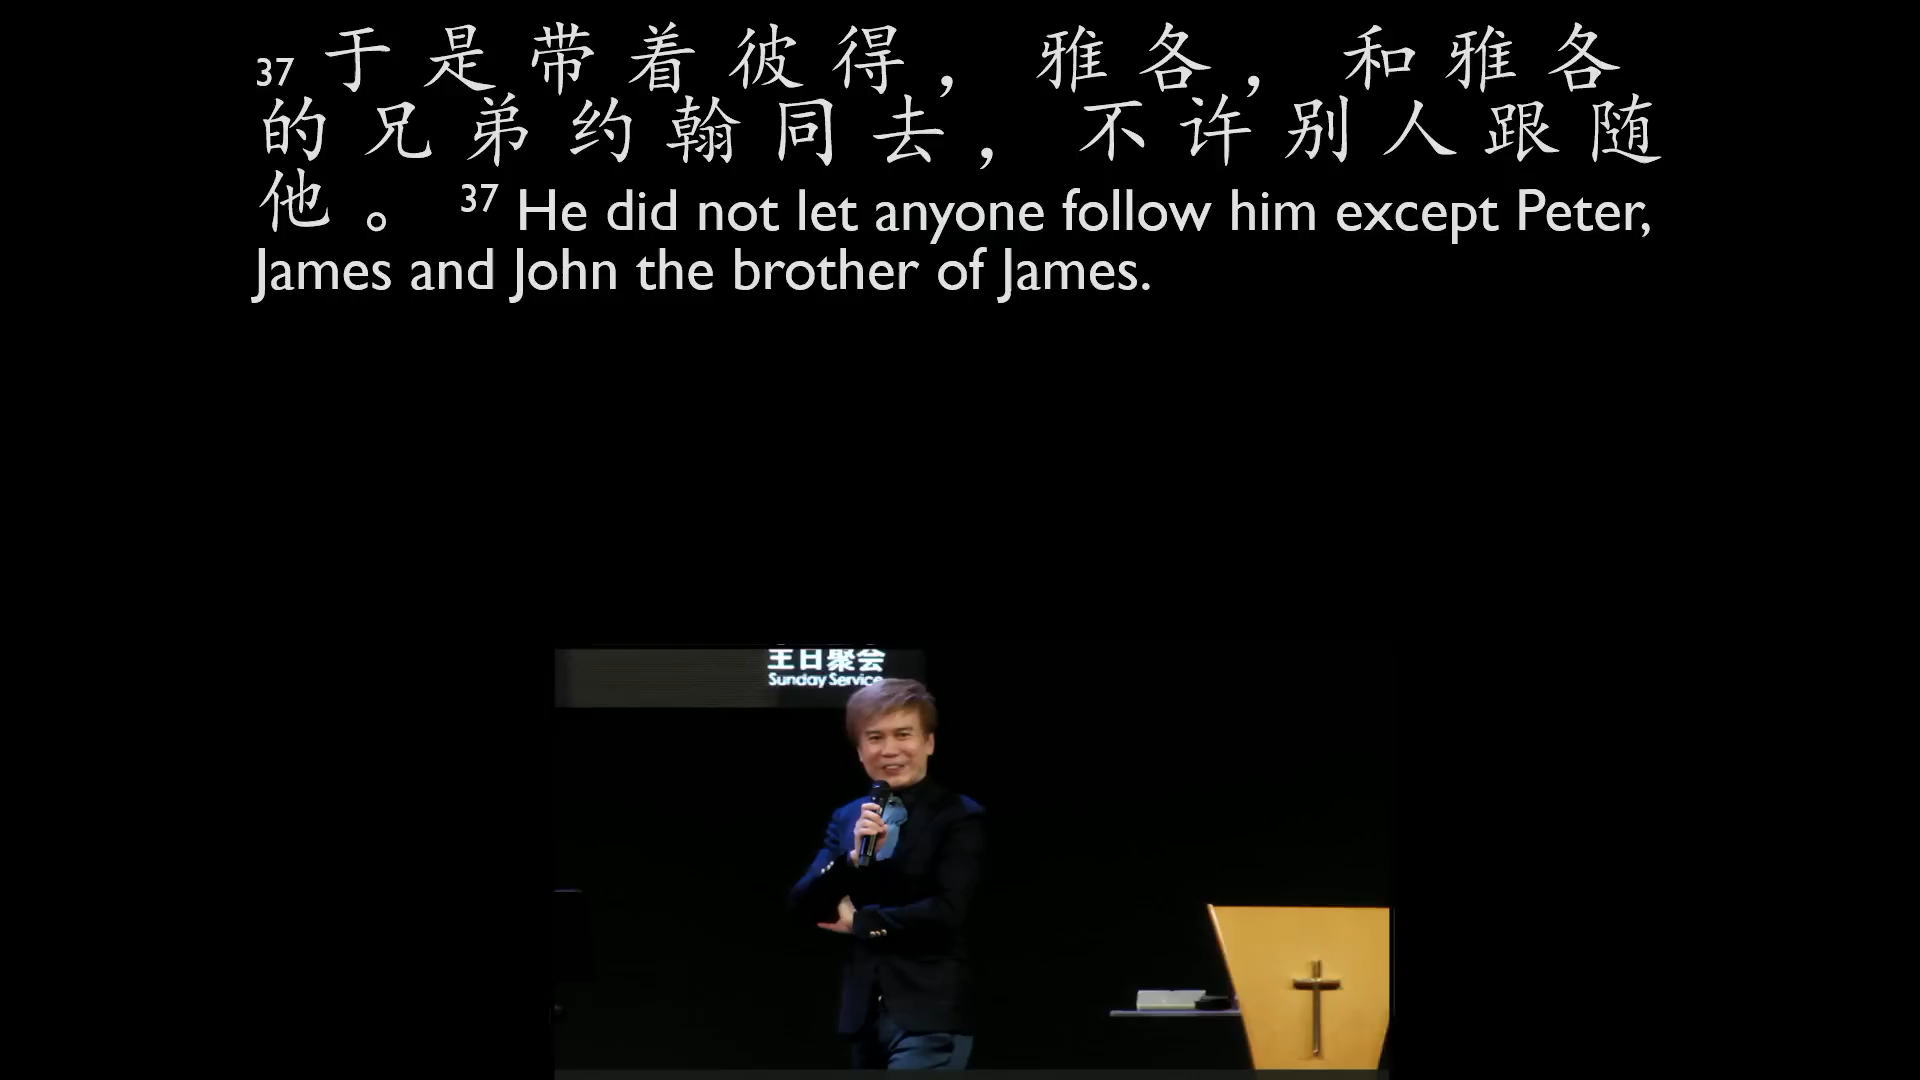 37 于是带着彼得，雅各，和雅各
的兄弟约翰同去，不许别人跟随
他。 37 He did not let anyone follow him except Peter,
James and John the brother of James.
主日聚会
Sunday Service